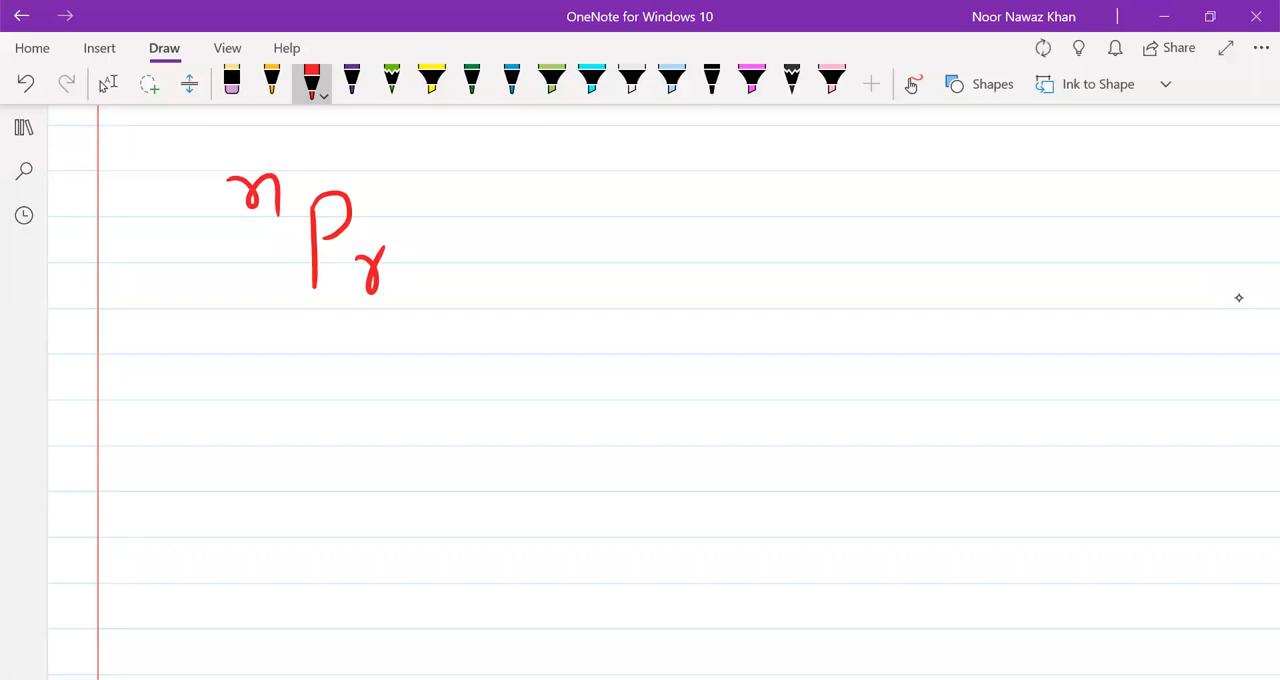 OneNote for Windows 10
Noor Nawaz Khan
Home Insert Draw View Help
Share
Shapes
Ink to Shape
ⁿPᵣ